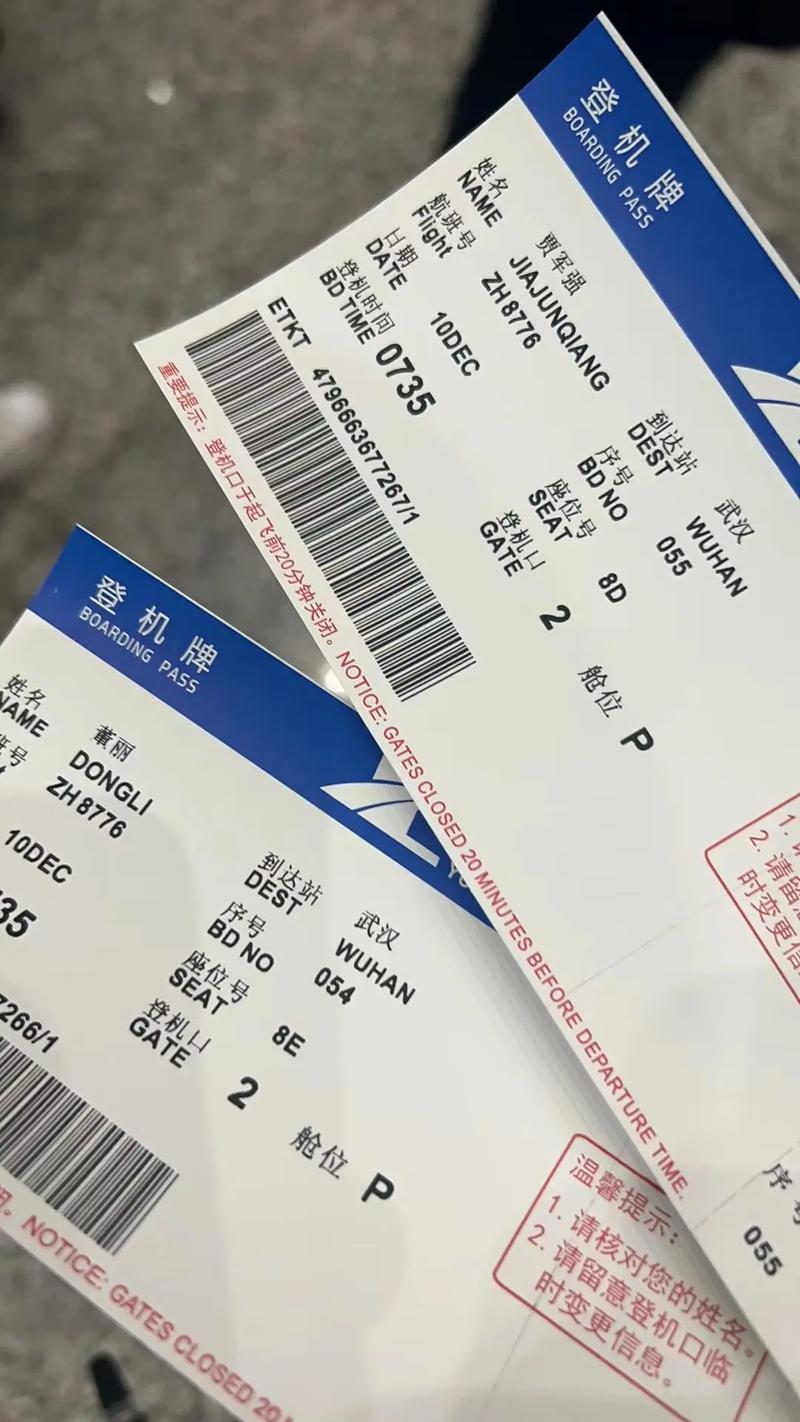 登机牌
BOARDING PASS
姓名 贾军强
NAME JIAJUNQIANG
航班号
Flight ZH8776
日期
DATE 10DEC
登机时间
BD TIME 0735
到达站 武汉
DEST WUHAN
序号
BD NO 055
座位号
SEAT 8D
登机口
GATE 2
舱位 P
ETKT 4796663677267/1
重要提示：登机口于起飞前20分钟关闭。NOTICE: GATES CLOSED 20 MINUTES BEFORE DEPARTURE TIME.
1.
2. 请留
时变更信
序号
055
登机牌
BOARDING PASS
姓名 董丽
NAME DONGLI
班号
ZH8776
10DEC
35
到达站 武汉
DEST WUHAN
序号
BD NO 054
座位号
SEAT 8E
登机口
GATE 2
舱位 P
7266/1
闭。NOTICE: GATES CLOSED 20
温馨提示：
1. 请核对您的姓名。
2. 请留意登机口临
时变更信息。